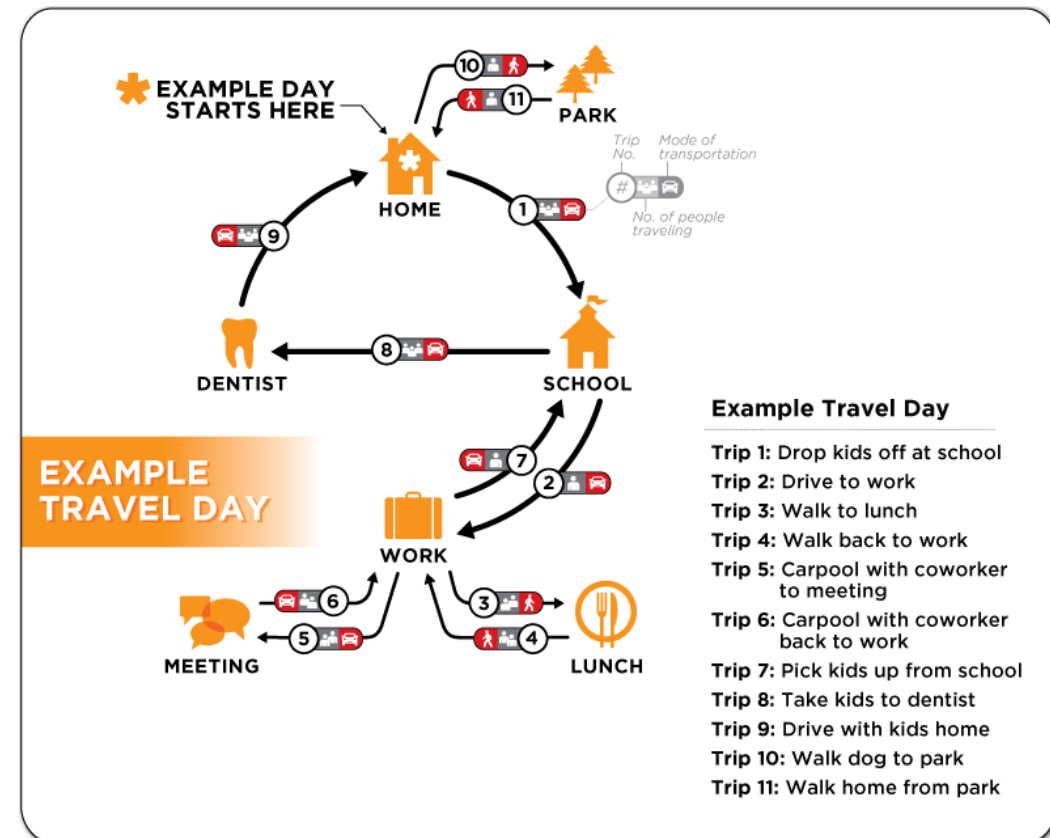 EXAMPLE DAY
STARTS HERE
10
11
PARK
HOME
Trip
No.
Mode of
transportation
#
No. of people
traveling
1
9
DENTIST
8
SCHOOL
EXAMPLE
TRAVEL DAY
7
2
WORK
6
5
MEETING
3
4
LUNCH
Example Travel Day
Trip 1: Drop kids off at school
Trip 2: Drive to work
Trip 3: Walk to lunch
Trip 4: Walk back to work
Trip 5: Carpool with coworker
to meeting
Trip 6: Carpool with coworker
back to work
Trip 7: Pick kids up from school
Trip 8: Take kids to dentist
Trip 9: Drive with kids home
Trip 10: Walk dog to park
Trip 11: Walk home from park